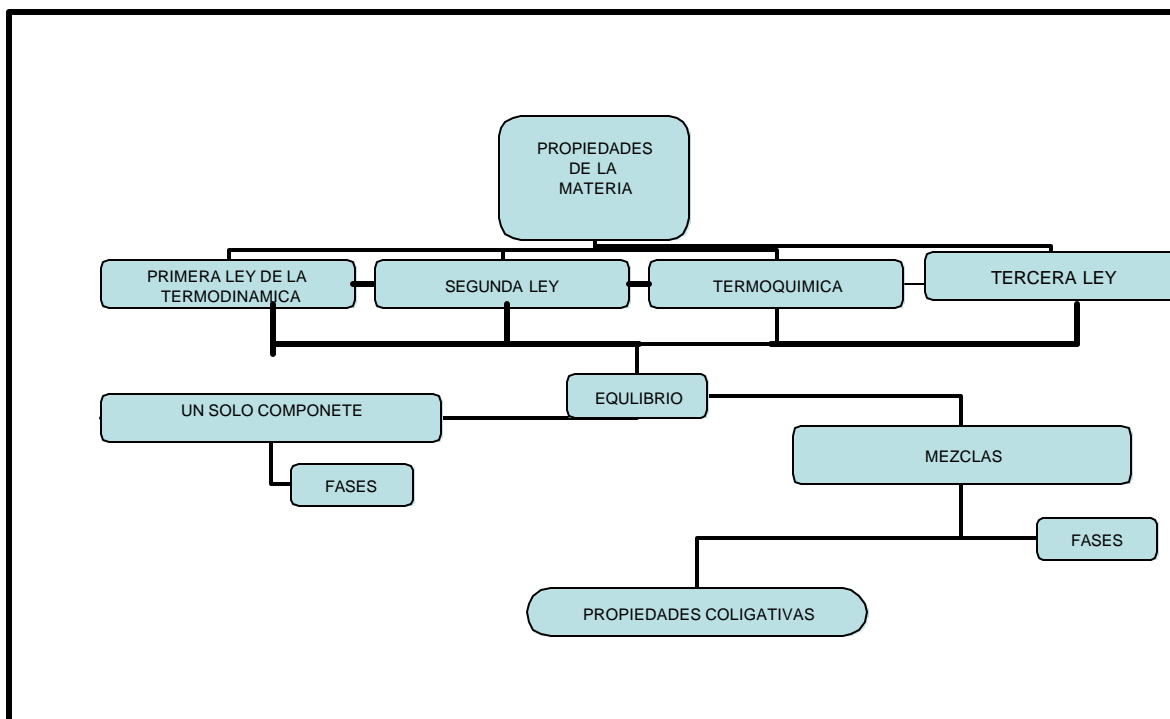 PROPIEDADES
DE LA
MATERIA
PRIMERA LEY DE LA
TERMODINAMICA
SEGUNDA LEY
TERMOQUIMICA
TERCERA LEY
EQULIBRIO
UN SOLO COMPONETE
MEZCLAS
FASES
FASES
PROPIEDADES COLIGATIVAS